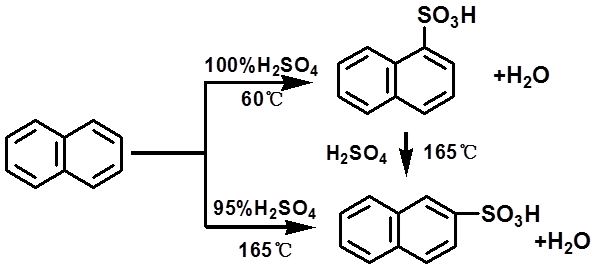 SO₃H
100%H₂SO₄
60℃
+H₂O
H₂SO₄ 165℃
95%H₂SO₄
165℃
SO₃H
+H₂O